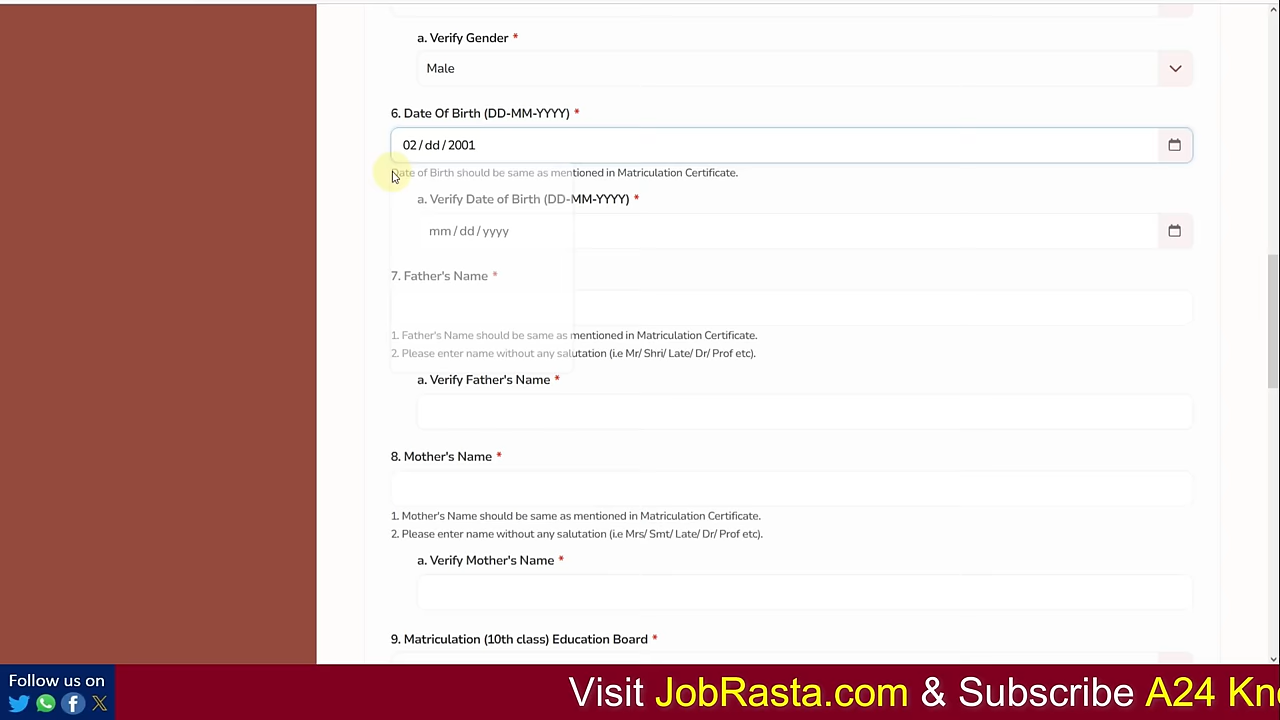 a. Verify Gender *
Male
6. Date Of Birth (DD-MM-YYYY) *
02 / dd / 2001
Date of Birth should be same as mentioned in Matriculation Certificate.
a. Verify Date of Birth (DD-MM-YYYY) *
mm / dd / yyyy
7. Father's Name *
1. Father's Name should be same as mentioned in Matriculation Certificate.
2. Please enter name without any salutation (i.e Mr/ Shri/ Late/ Dr/ Prof etc).
a. Verify Father's Name *
8. Mother's Name *
1. Mother's Name should be same as mentioned in Matriculation Certificate.
2. Please enter name without any salutation (i.e Mrs/ Smt/ Late/ Dr/ Prof etc).
a. Verify Mother's Name *
9. Matriculation (10th class) Education Board *
Follow us on
Visit JobRasta.com & Subscribe A24 Kn